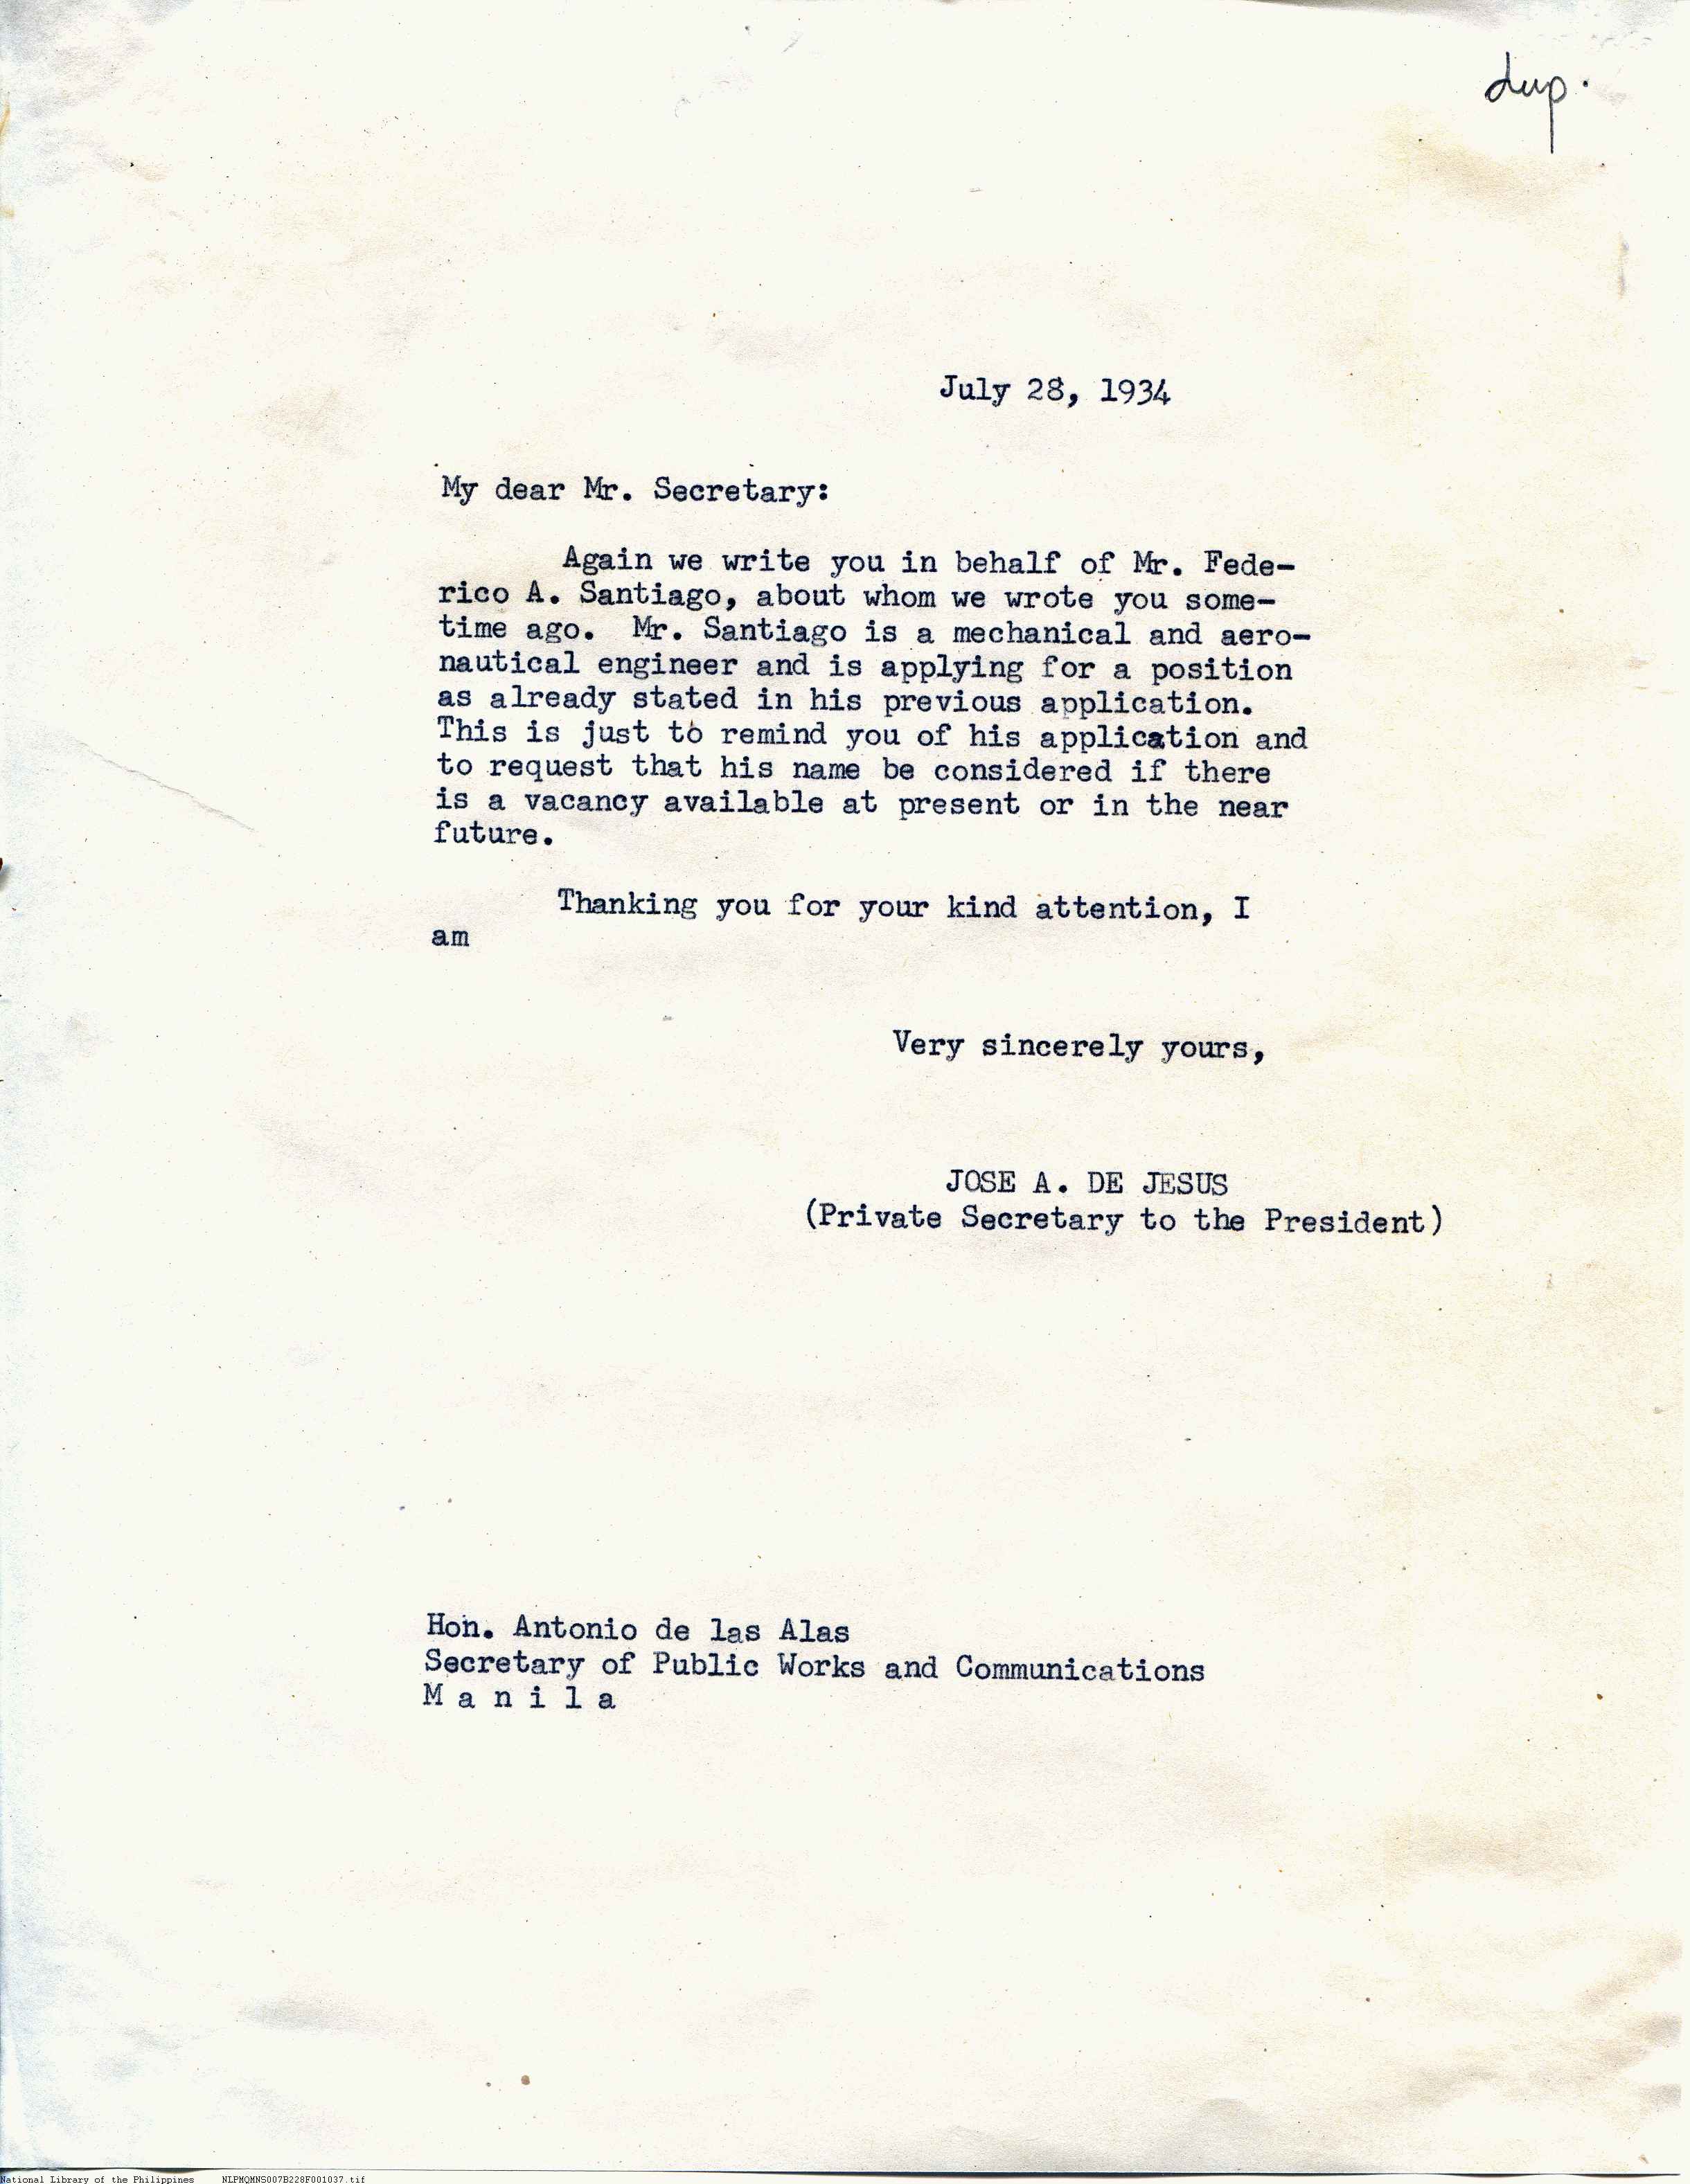 dup.
July 28, 1934
My dear Mr. Secretary:
Again we write you in behalf of Mr. Fede-
rico A. Santiago, about whom we wrote you some-
time ago. Mr. Santiago is a mechanical and aero-
nautical engineer and is applying for a position
as already stated in his previous application.
This is just to remind you of his application and
to request that his name be considered if there
is a vacancy available at present or in the near
future.
Thanking you for your kind attention, I
am
Very sincerely yours,
JOSE A. DE JESUS
(Private Secretary to the President)
Hon. Antonio de las Alas
Secretary of Public Works and Communications
M a n i l a
National Library of the Philippines NLPMQMNS007B228F001037.tif